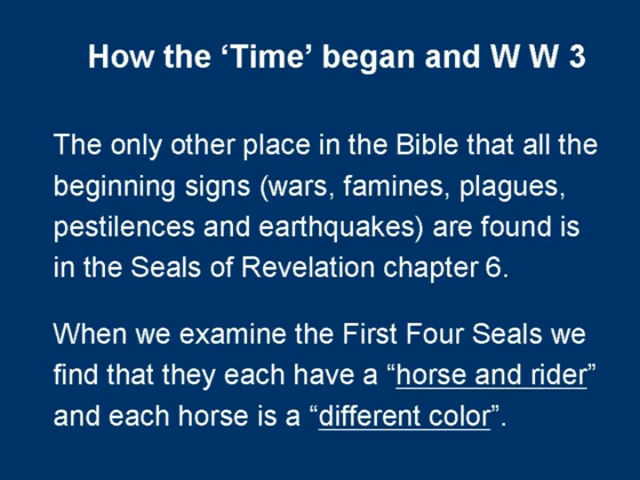 How the ‘Time’ began and W W 3
The only other place in the Bible that all the
beginning signs (wars, famines, plagues,
pestilences and earthquakes) are found is
in the Seals of Revelation chapter 6.
When we examine the First Four Seals we
find that they each have a “horse and rider”
and each horse is a “different color”.